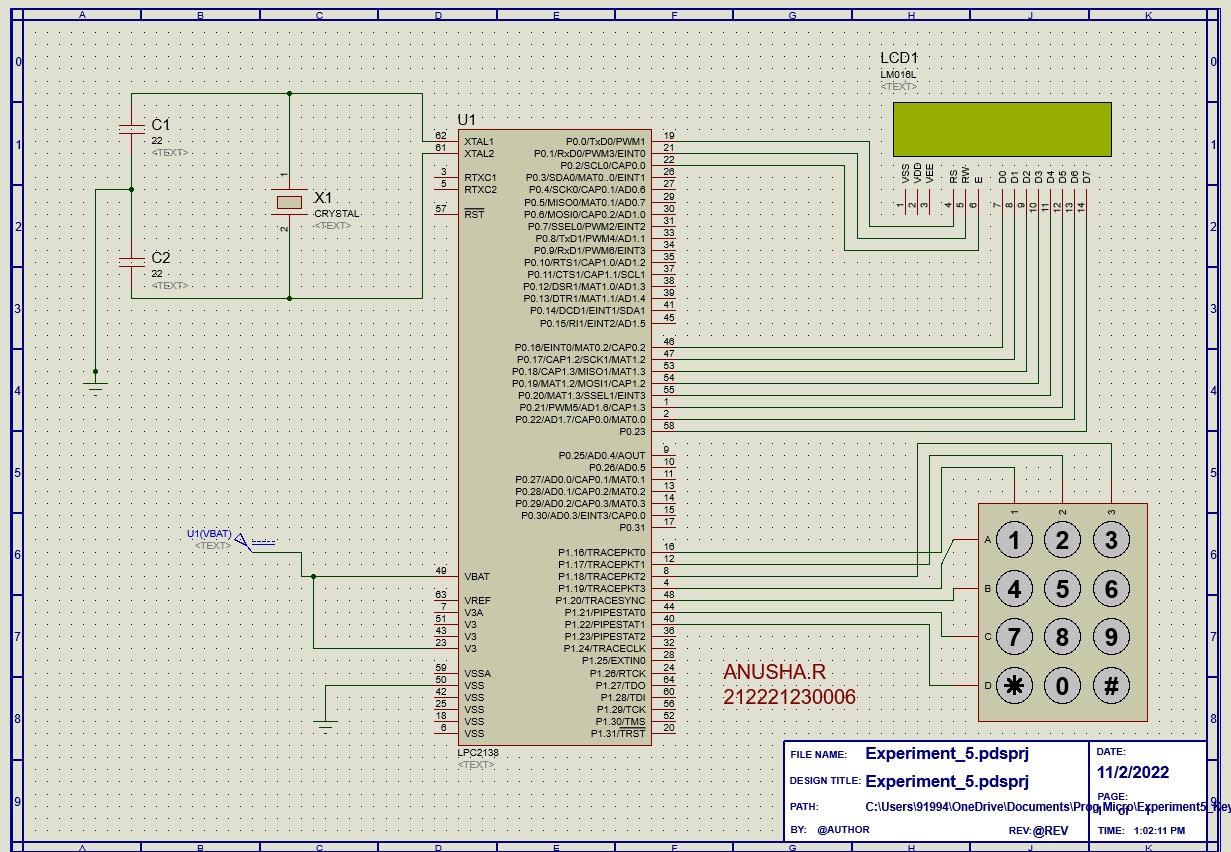 A B C D E F G H J K
0 0
1 1
2 2
3 3
4 4
5 5
6 6
7 7
8 8
9
C1
22
<TEXT>
C2
22
<TEXT>
1
X1
CRYSTAL
<TEXT>
2
U1(VBAT)
<TEXT>
U1
62 XTAL1
61 XTAL2
3 RTXC1
5 RTXC2
57 RST
49 VBAT
63 VREF
7 V3A
51 V3
43 V3
23 V3
59 VSSA
50 VSS
42 VSS
25 VSS
18 VSS
6 VSS
P0.0/TxD0/PWM1 19
P0.1/RxD0/PWM3/EINT0 21
P0.2/SCL0/CAP0.0 22
P0.3/SDA0/MAT0..0/EINT1 26
P0.4/SCK0/CAP0.1/AD0.6 27
P0.5/MISO0/MAT0.1/AD0.7 29
P0.6/MOSI0/CAP0.2/AD1.0 30
P0.7/SSEL0/PWM2/EINT2 31
P0.8/TxD1/PWM4/AD1.1 33
P0.9/RxD1/PWM6/EINT3 34
P0.10/RTS1/CAP1.0/AD1.2 35
P0.11/CTS1/CAP1.1/SCL1 37
P0.12/DSR1/MAT1.0/AD1.3 38
P0.13/DTR1/MAT1.1/AD1.4 39
P0.14/DCD1/EINT1/SDA1 41
P0.15/RI1/EINT2/AD1.5 45
P0.16/EINT0/MAT0.2/CAP0.2 46
P0.17/CAP1.2/SCK1/MAT1.2 47
P0.18/CAP1.3/MISO1/MAT1.3 53
P0.19/MAT1.2/MOSI1/CAP1.2 54
P0.20/MAT1.3/SSEL1/EINT3 55
P0.21/PWM5/AD1.6/CAP1.3 1
P0.22/AD1.7/CAP0.0/MAT0.0 2
P0.23 58
P0.25/AD0.4/AOUT 9
P0.26/AD0.5 10
P0.27/AD0.0/CAP0.1/MAT0.1 11
P0.28/AD0.1/CAP0.2/MAT0.2 13
P0.29/AD0.2/CAP0.3/MAT0.3 14
P0.30/AD0.3/EINT3/CAP0.0 15
P0.31 17
P1.16/TRACEPKT0 16
P1.17/TRACEPKT1 12
P1.18/TRACEPKT2 8
P1.19/TRACEPKT3 4
P1.20/TRACESYNC 48
P1.21/PIPESTAT0 44
P1.22/PIPESTAT1 40
P1.23/PIPESTAT2 36
P1.24/TRACECLK 32
P1.25/EXTIN0 28
P1.26/RTCK 24
P1.27/TDO 64
P1.28/TDI 60
P1.29/TCK 56
P1.30/TMS 52
P1.31/TRST 20
LPC2138
<TEXT>
LCD1
LM016L
<TEXT>
VSS VDD VEE RS RW E D0 D1 D2 D3 D4 D5 D6 D7
1 2 3 4 5 6 7 8 9 10 11 12 13 14
1 2 3
A 1 2 3
B 4 5 6
C 7 8 9
D * 0 #
ANUSHA.R
212221230006
FILE NAME: Experiment_5.pdsprj
DESIGN TITLE: Experiment_5.pdsprj
PATH: C:\Users\91994\OneDrive\Documents\Prog Micro\Experiment5_Key
BY: @AUTHOR REV:@REV
DATE:
11/2/2022
PAGE:
TIME: 1:02:11 PM
A B C D E F G H J K